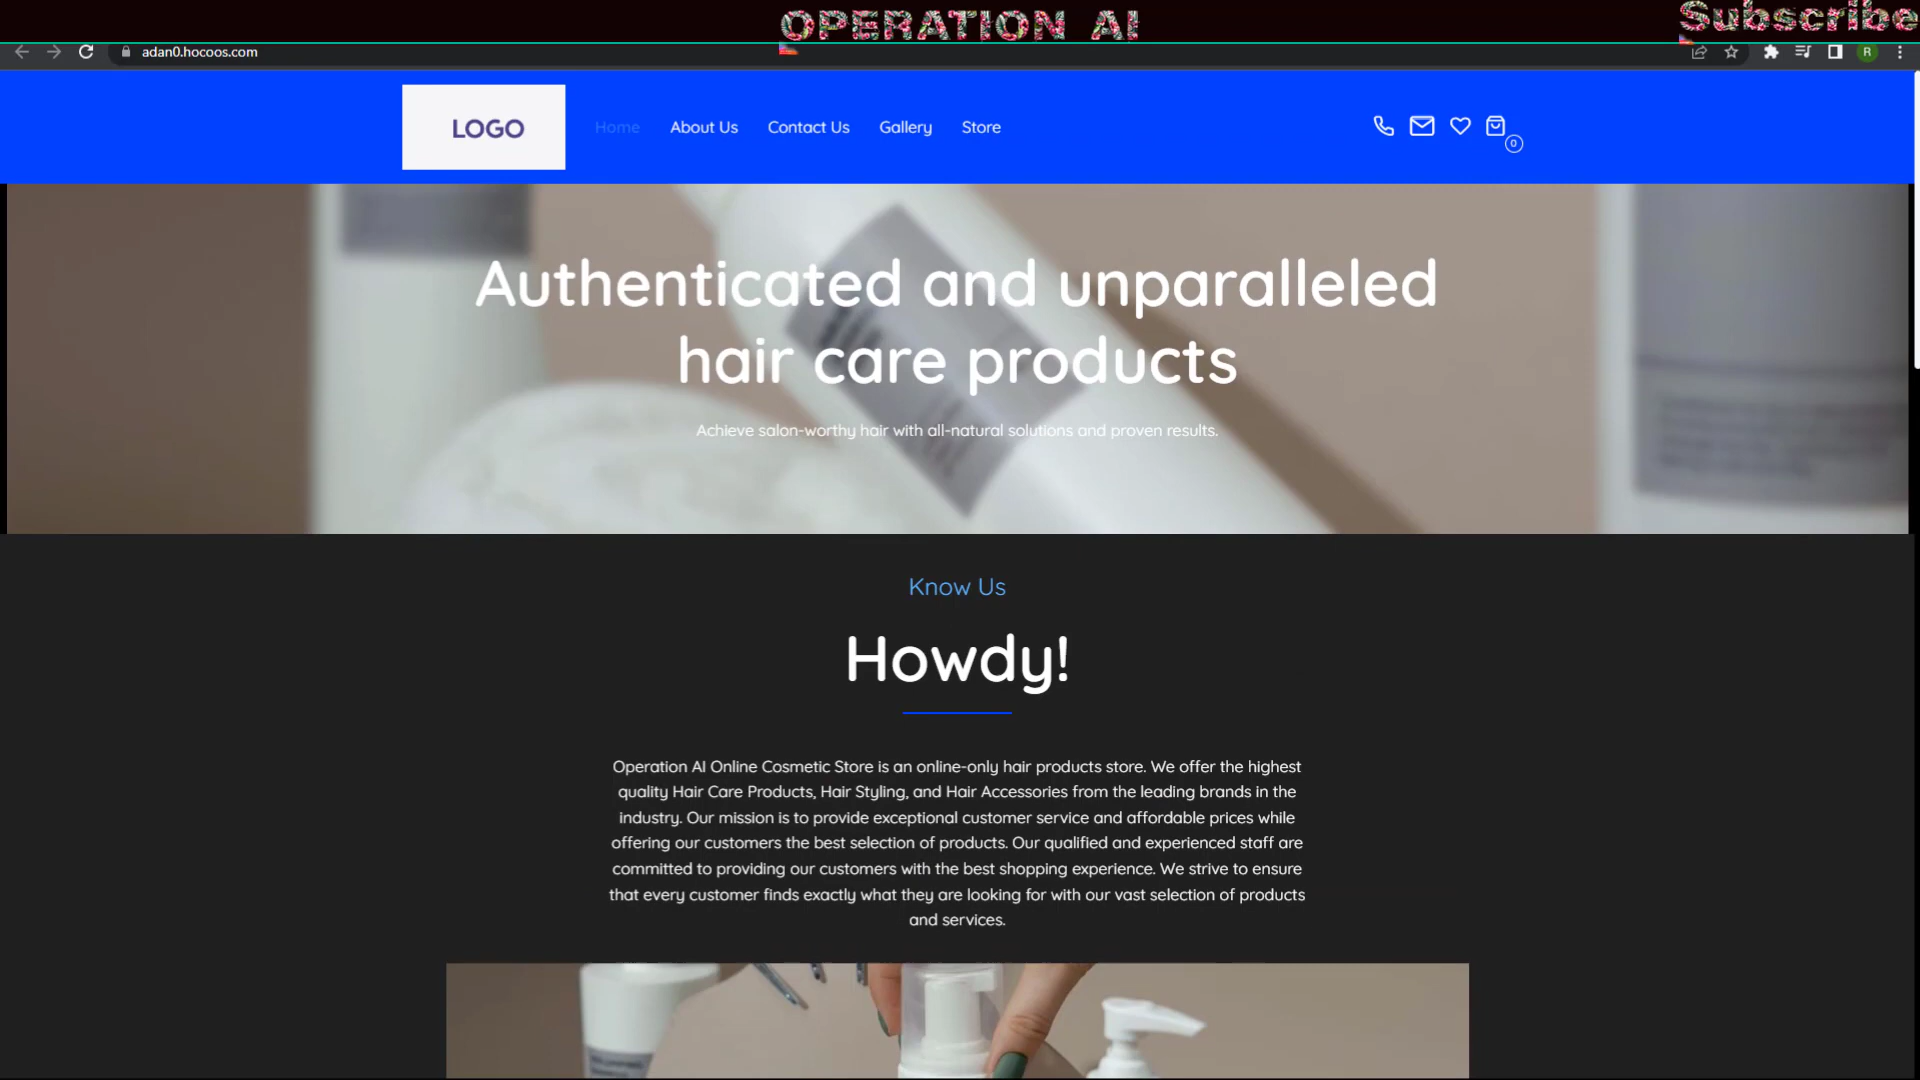 OPERATION AI
Subscribe
adan0.hocoos.com
R
LOGO
Home
About Us
Contact Us
Gallery
Store
0
Authenticated and unparalleled
hair care products
Achieve salon-worthy hair with all-natural solutions and proven results.
Know Us
Howdy!
Operation AI Online Cosmetic Store is an online-only hair products store. We offer the highest
quality Hair Care Products, Hair Styling, and Hair Accessories from the leading brands in the
industry. Our mission is to provide exceptional customer service and affordable prices while
offering our customers the best selection of products. Our qualified and experienced staff are
committed to providing our customers with the best shopping experience. We strive to ensure
that every customer finds exactly what they are looking for with our vast selection of products
and services.